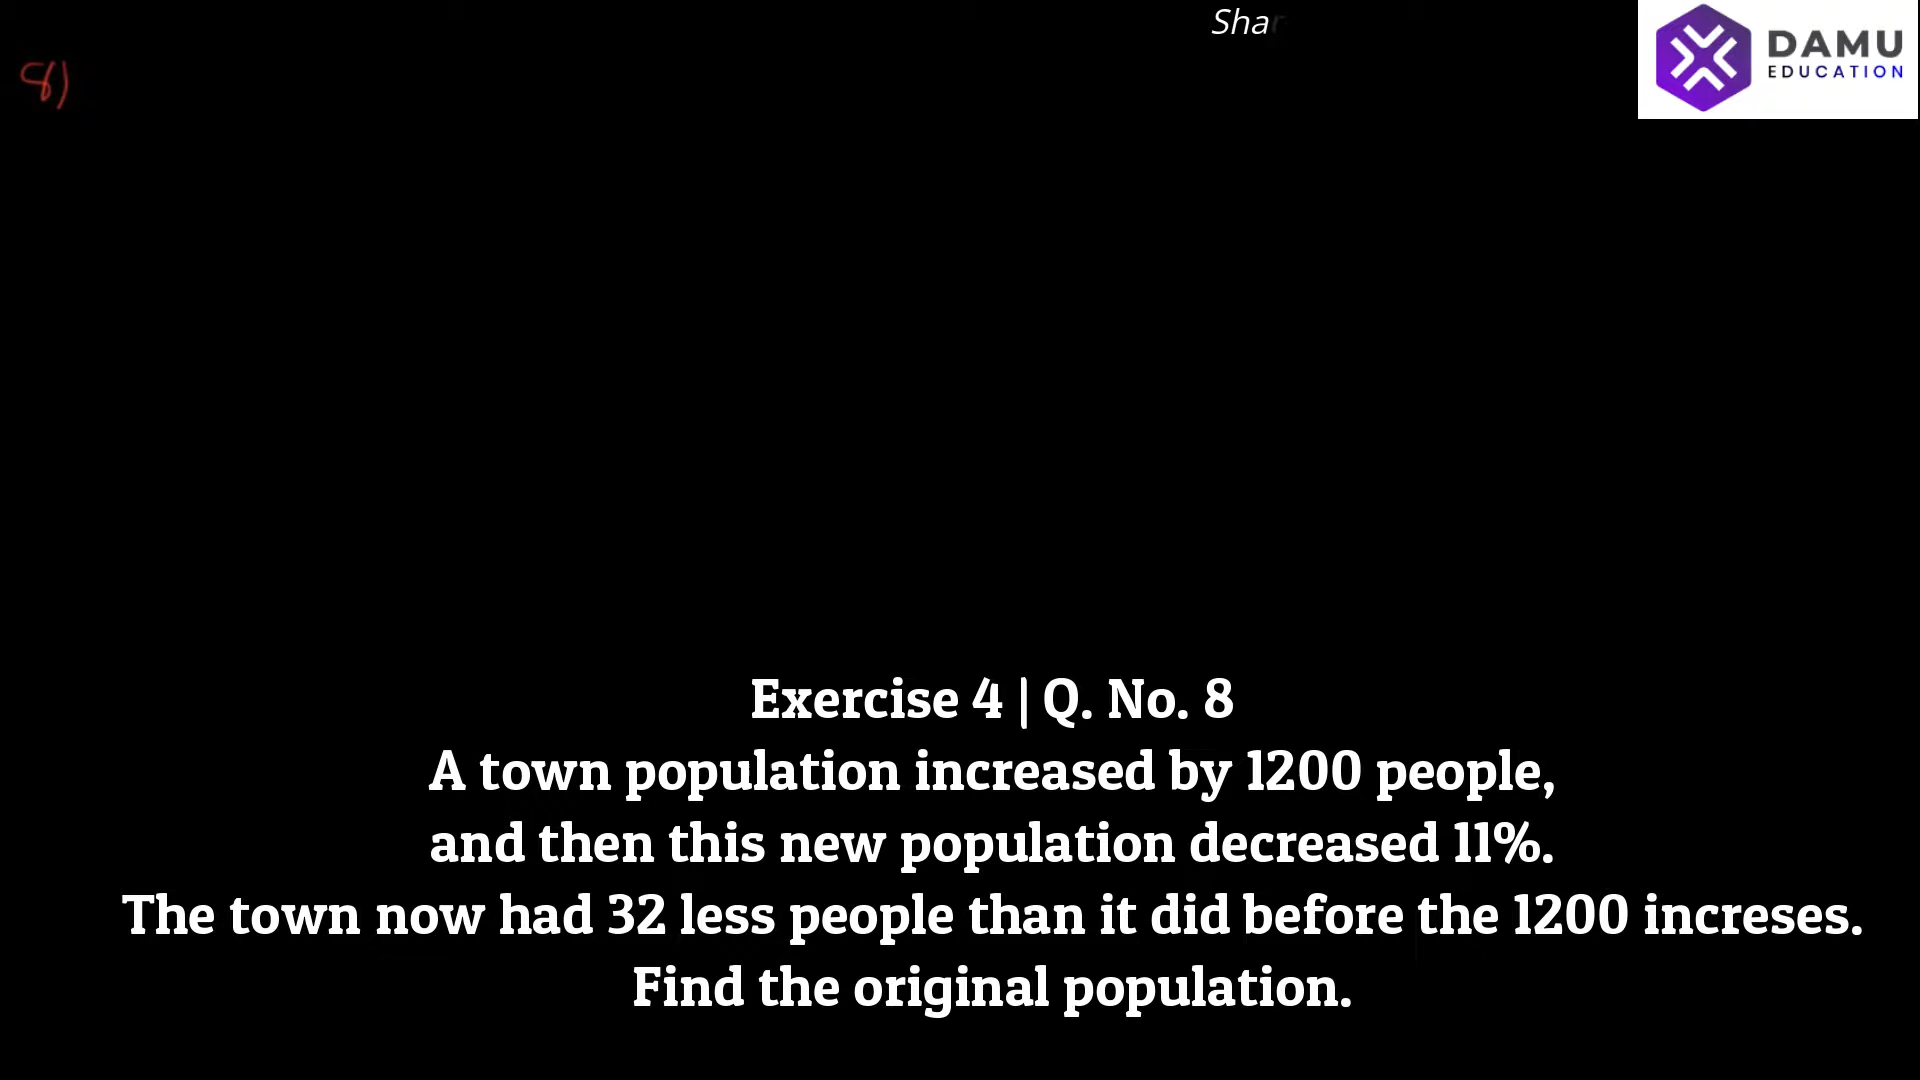 Shar
DAMU
EDUCATION
8)
Exercise 4 | Q. No. 8
A town population increased by 1200 people,
and then this new population decreased 11%.
The town now had 32 less people than it did before the 1200 increses.
Find the original population.